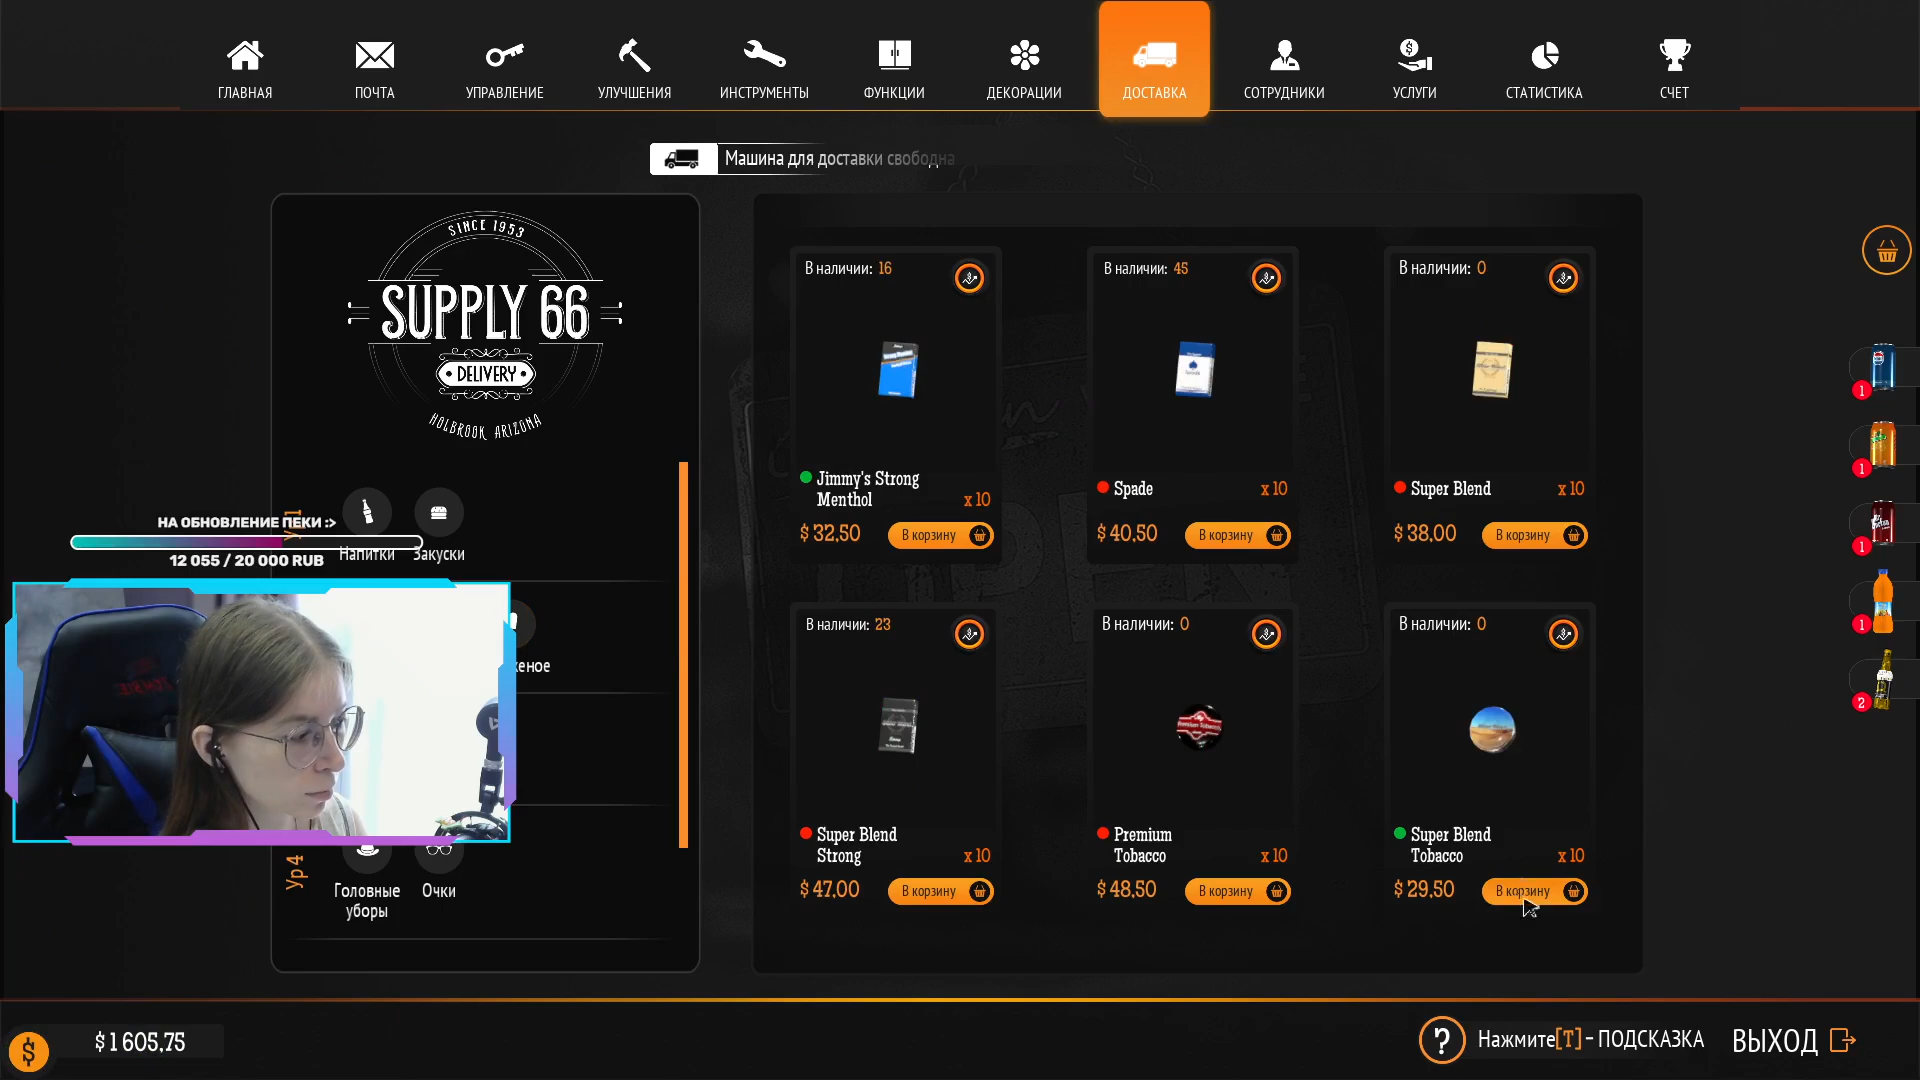 ГЛАВНАЯ
ПОЧТА
УПРАВЛЕНИЕ
УЛУЧШЕНИЯ
ИНСТРУМЕНТЫ
ФУНКЦИИ
ДЕКОРАЦИИ
ДОСТАВКА
СОТРУДНИКИ
УСЛУГИ
СТАТИСТИКА
СЧЕТ
Машина для доставки свободна
SINCE 1953
SUPPLY 66
DELIVERY
HOLBROOK ARIZONA
Напитки
Закуски
НА ОБНОВЛЕНИЕ ПЕКИ :>
12 055 / 20 000 RUB
Ур 4
Головные
уборы
Очки
В наличии: 16
Jimmy's Strong
Menthol
x 10
$ 32,50
В корзину
В наличии: 45
Spade
x 10
$ 40,50
В корзину
В наличии: 0
Super Blend
x 10
$ 38,00
В корзину
В наличии: 23
Super Blend
Strong
x 10
$ 47,00
В корзину
В наличии: 0
Premium
Tobacco
x 10
$ 48,50
В корзину
В наличии: 0
Super Blend
Tobacco
x 10
$ 29,50
В корзину
1
1
1
1
2
$ 1 605,75
? Нажмите [T] - ПОДСКАЗКА
ВЫХОД